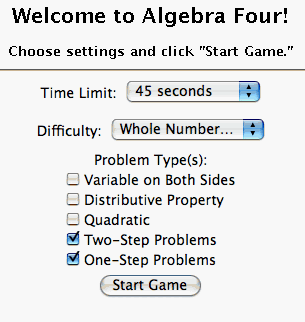 Welcome to Algebra Four!
Choose settings and click "Start Game."
Time Limit: 45 seconds
Difficulty: Whole Number...
Problem Type(s):
Variable on Both Sides
Distributive Property
Quadratic
Two-Step Problems
One-Step Problems
Start Game